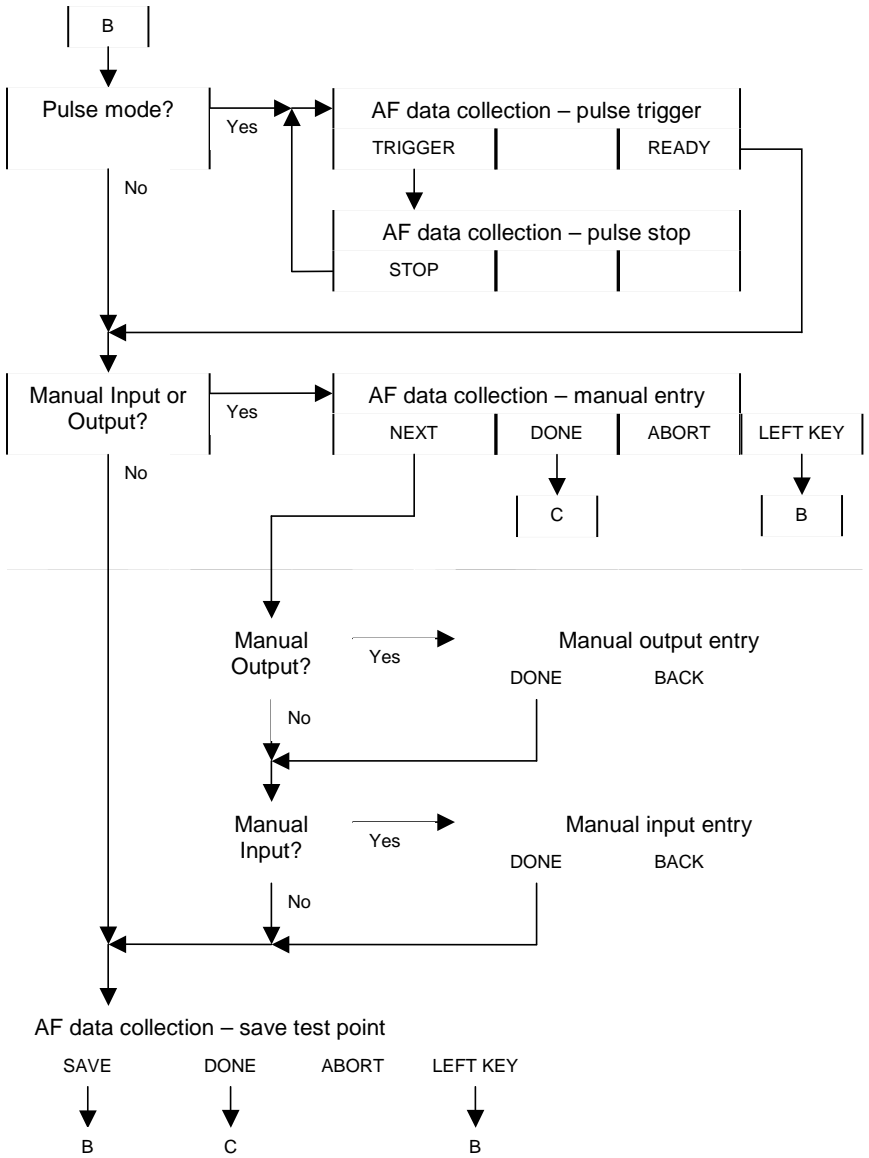 B
Pulse mode?
Yes
No
AF data collection – pulse trigger
TRIGGER READY
AF data collection – pulse stop
STOP
Manual Input or
Output?
Yes
No
AF data collection – manual entry
NEXT DONE ABORT LEFT KEY
C B
Manual
Output?
Yes
No
Manual output entry
DONE BACK
Manual
Input?
Yes
No
Manual input entry
DONE BACK
AF data collection – save test point
SAVE DONE ABORT LEFT KEY
B C B